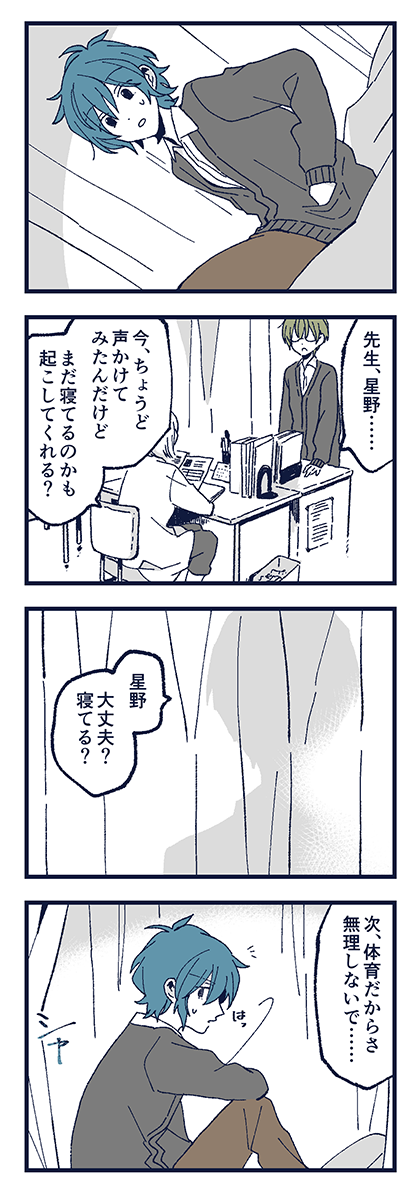 先生、星野……
今、ちょうど
声かけて
みたんだけど
まだ寝てるのかも
起こしてくれる？
星野
大丈夫？
寝てる？
次、体育だからさ
無理しないで……
はっ